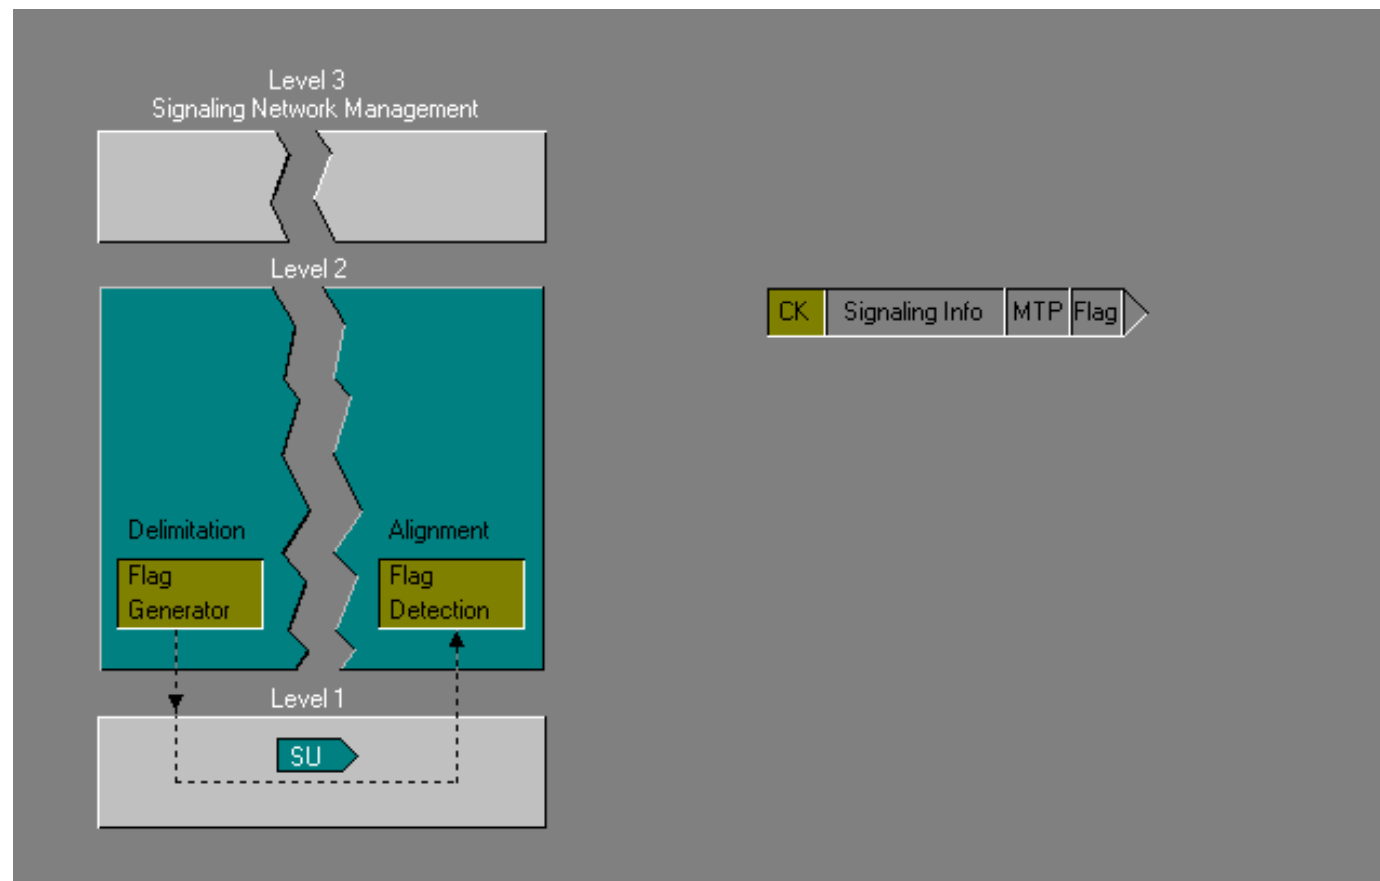 Level 3
Signaling Network Management
Level 2
CK Signaling Info MTP Flag
Delimitation Alignment
Flag Flag
Generator Detection
Level 1
SU